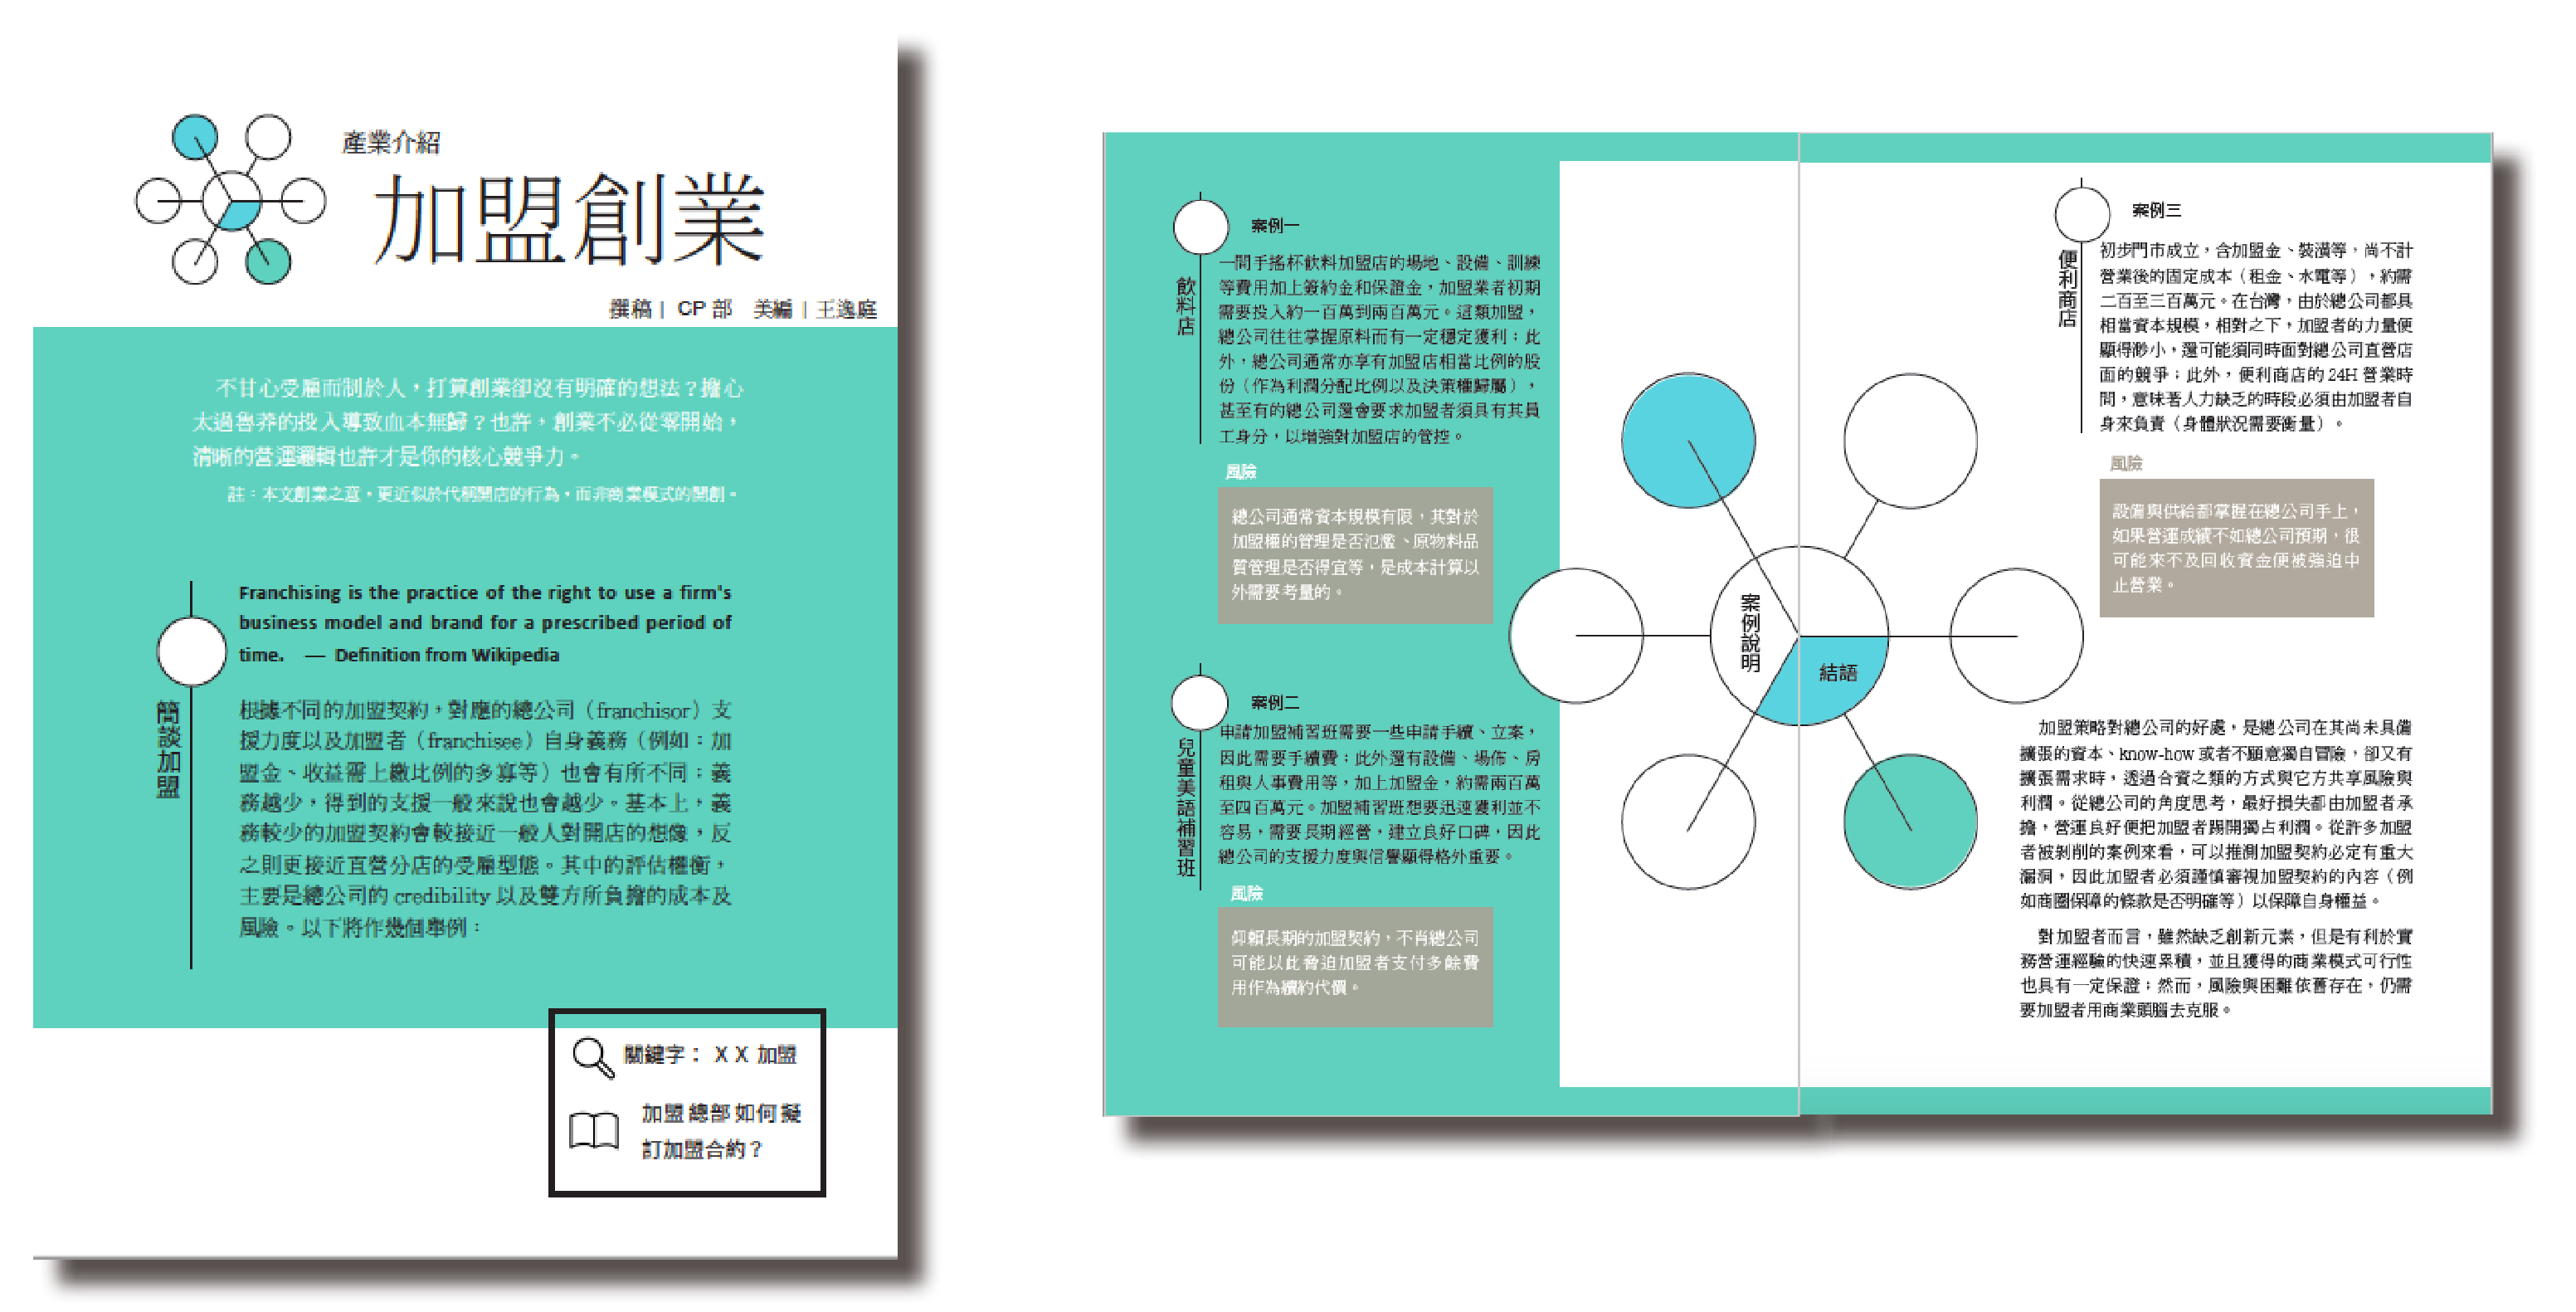 產業介紹
加盟創業
撰稿 | CP 部　美編 | 王逸庭
不甘心受雇而制於人，打算創業卻沒有明確的想法？擔心
太過魯莽的投入導致血本無歸？也許，創業不必從零開始，
清晰的營運邏輯也許才是你的核心競爭力。
註：本文創業之意，更近似於代稱開店的行為，而非商業模式的開創。
Franchising is the practice of the right to use a firm's
business model and brand for a prescribed period of
time. — Definition from Wikipedia
簡談加盟
根據不同的加盟契約，對應的總公司（franchisor）支
援力度以及加盟者（franchisee）自身義務（例如：加
盟金、收益需上繳比例的多寡等）也會有所不同；義
務越少，得到的支援一般來說也會越少。基本上，義
務較少的加盟契約會較接近一般人對開店的想像，反
之則更接近直營分店的受雇型態。其中的評估權衡，
主要是總公司的 credibility 以及雙方所負擔的成本及
風險。以下將作幾個舉例：
關鍵字： X X 加盟
加盟總部如何擬
訂加盟合約？
案例一
飲料店
一間手搖杯飲料加盟店的場地、設備、訓練
等費用加上簽約金和保證金，加盟業者初期
需要投入約一百萬到兩百萬元。這類加盟，
總公司往往掌握原料而有一定穩定獲利；此
外，總公司通常亦享有加盟店相當比例的股
份（作為利潤分配比例以及決策權歸屬），
甚至有的總公司還會要求加盟者須具有其員
工身分，以增強對加盟店的管控。
風險
總公司通常資本規模有限，其對於
加盟權的管理是否氾濫、原物料品
質管理是否得宜等，是成本計算以
外需要考量的。
案例二
兒童美語補習班
申請加盟補習班需要一些申請手續、立案，
因此需要手續費；此外還有設備、場佈、房
租與人事費用等，加上加盟金，約需兩百萬
至四百萬元。加盟補習班想要迅速獲利並不
容易，需要長期經營，建立良好口碑，因此
總公司的支援力度與信譽顯得格外重要。
風險
仰賴長期的加盟契約，不肖總公司
可能以此脅迫加盟者支付多餘費
用作為續約代價。
案例說明
結語
案例三
便利商店
初步門市成立，含加盟金、裝潢等，尚不計
營業後的固定成本（租金、水電等），約需
二百至三百萬元。在台灣，由於總公司都具
相當資本規模，相對之下，加盟者的力量便
顯得渺小，還可能須同時面對總公司直營店
面的競爭；此外，便利商店的 24H 營業時
間，意味著人力缺乏的時段必須由加盟者自
身來負責（身體狀況需要衡量）。
風險
設備與供給都掌握在總公司手上，
如果營運成績不如總公司預期，很
可能來不及回收資金便被強迫中
止營業。
加盟策略對總公司的好處，是總公司在其尚未具備
擴張的資本、know-how 或者不願意獨自冒險，卻又有
擴張需求時，透過合資之類的方式與它方共享風險與
利潤。從總公司的角度思考，最好損失都由加盟者承
擔，營運良好便把加盟者踢開獨占利潤。從許多加盟
者被剝削的案例來看，可以推測加盟契約必定有重大
漏洞，因此加盟者必須謹慎審視加盟契約的內容（例
如商圈保障的條款是否明確等）以保障自身權益。
對加盟者而言，雖然缺乏創新元素，但是有利於實
務營運經驗的快速累積，並且獲得的商業模式可行性
也具有一定保證；然而，風險與困難依舊存在，仍需
要加盟者用商業頭腦去克服。